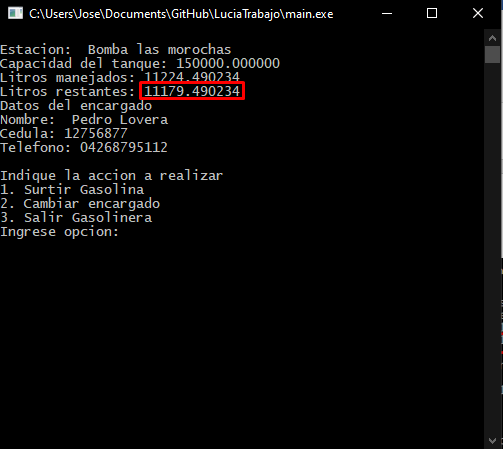 C:\Users\Jose\Documents\GitHub\LuciaTrabajo\main.exe
Estacion:  Bomba las morochas
Capacidad del tanque: 150000.000000
Litros manejados: 11224.490234
Litros restantes: 11179.490234
Datos del encargado
Nombre:  Pedro Lovera
Cedula: 12756877
Telefono: 04268795112
Indique la accion a realizar
1. Surtir Gasolina
2. Cambiar encargado
3. Salir Gasolinera
Ingrese opcion: